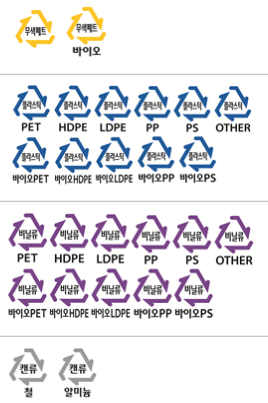 무색페트 무색페트
바이오
플라스틱 플라스틱 플라스틱 플라스틱 플라스틱 플라스틱
PET HDPE LDPE PP PS OTHER
플라스틱 플라스틱 플라스틱 플라스틱 플라스틱
바이오PET 바이오HDPE 바이오LDPE 바이오PP 바이오PS
비닐류 비닐류 비닐류 비닐류 비닐류 비닐류
PET HDPE LDPE PP PS OTHER
비닐류 비닐류 비닐류 비닐류 비닐류
바이오PET 바이오HDPE 바이오LDPE 바이오PP 바이오PS
캔류 캔류
철 알미늄